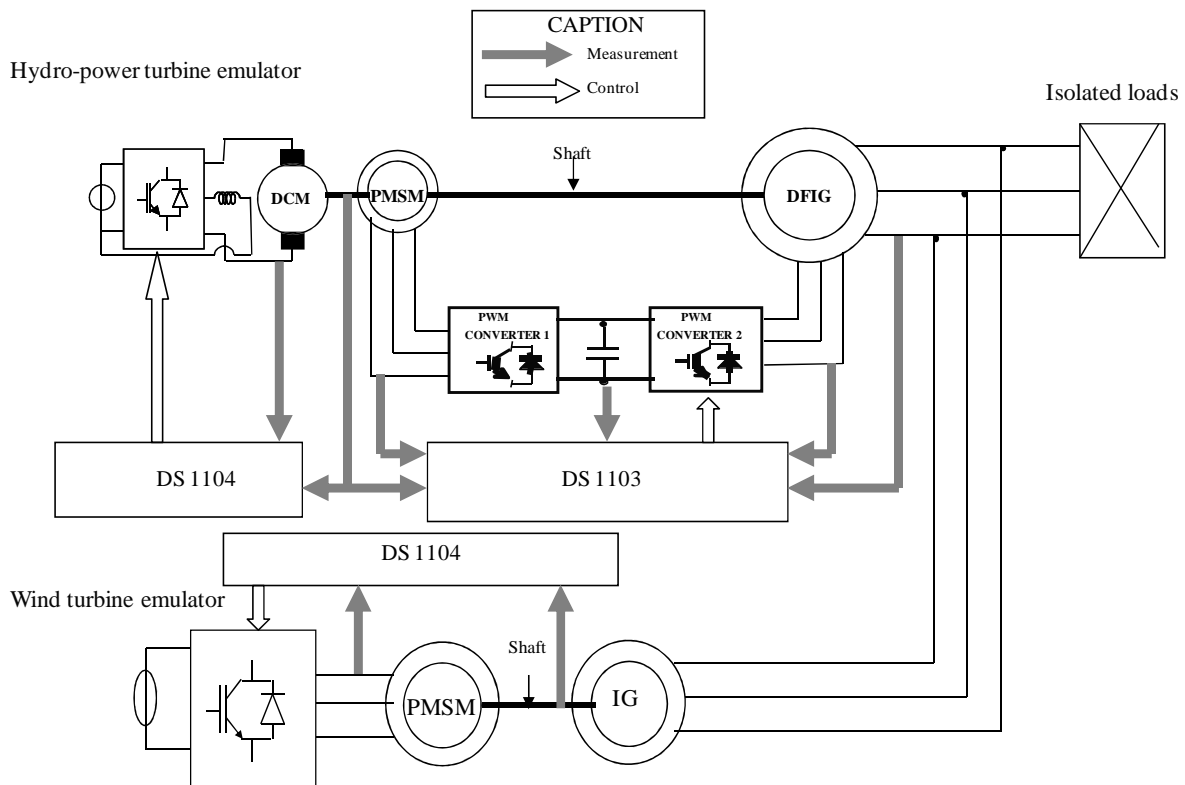 CAPTION
Measurement
Control
Hydro-power turbine emulator
Isolated loads
Shaft
DCM
PMSM
DFIG
PWM
CONVERTER 1
PWM
CONVERTER 2
DS 1104
DS 1103
DS 1104
Wind turbine emulator
Shaft
PMSM
IG